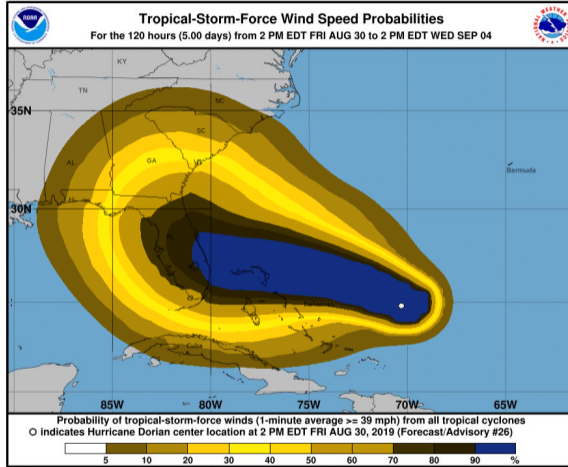 NOAA
Tropical-Storm-Force Wind Speed Probabilities
For the 120 hours (5.00 days) from 2 PM EDT FRI AUG 30 to 2 PM EDT WED SEP 04
KY
TN
NC
35N
SC
AL
GA
Bermuda
30N
Cuba
85W 80W 75W 70W 65W
Probability of tropical-storm-force winds (1-minute average >= 39 mph) from all tropical cyclones
O indicates Hurricane Dorian center location at 2 PM EDT FRI AUG 30, 2019 (Forecast/Advisory #26)
5 10 20 30 40 50 60 70 80 90 %